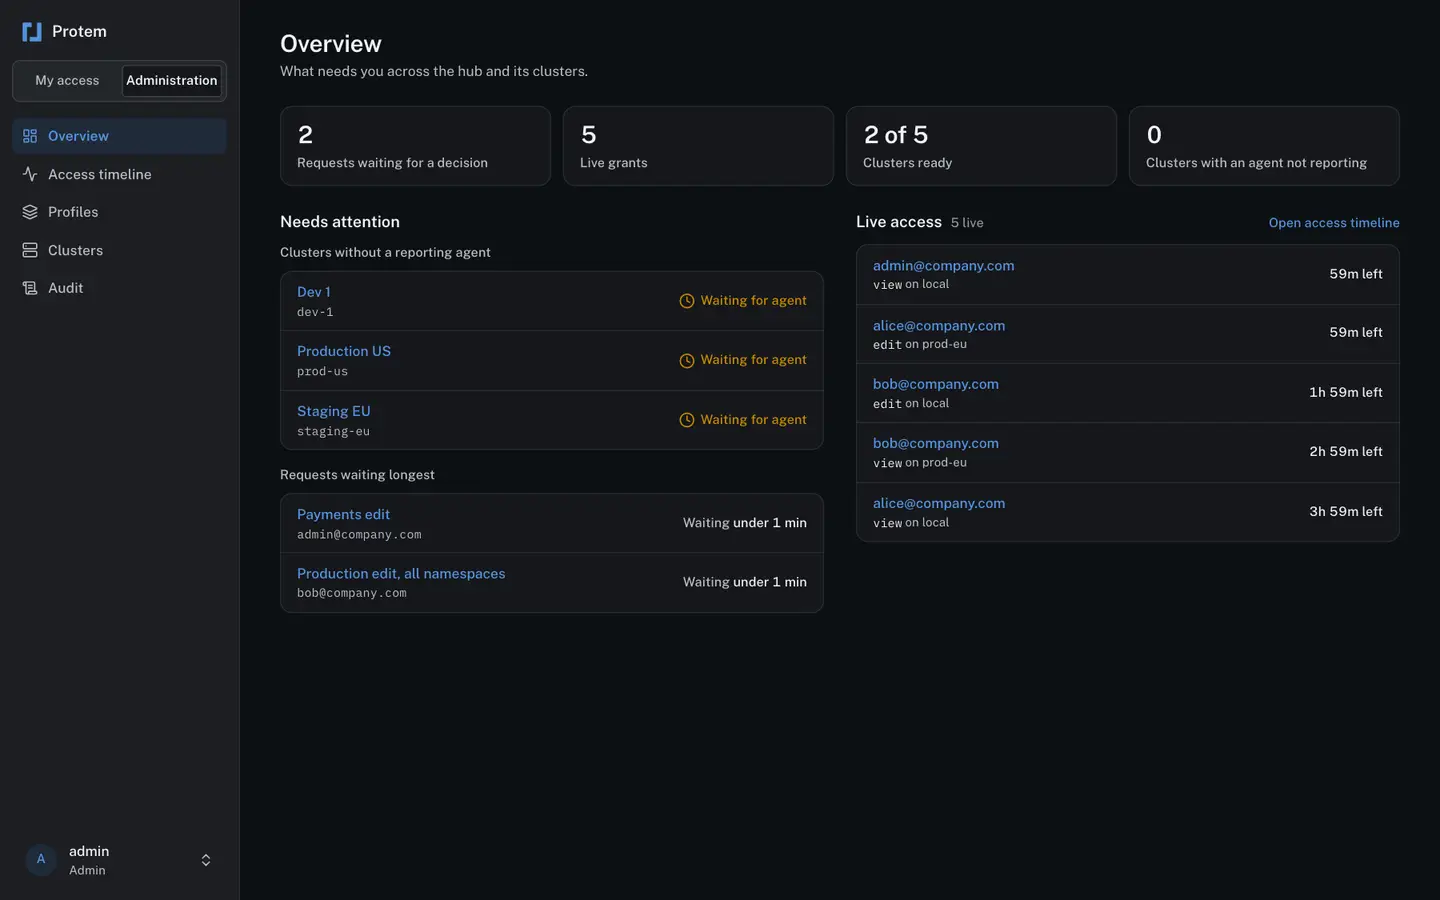 Protem
My access
Administration
Overview
Access timeline
Profiles
Clusters
Audit
A
admin
Admin
Overview
What needs you across the hub and its clusters.
2
Requests waiting for a decision
5
Live grants
2 of 5
Clusters ready
0
Clusters with an agent not reporting
Needs attention
Clusters without a reporting agent
Dev 1
dev-1
Waiting for agent
Production US
prod-us
Waiting for agent
Staging EU
staging-eu
Waiting for agent
Requests waiting longest
Payments edit
admin@company.com
Waiting under 1 min
Production edit, all namespaces
bob@company.com
Waiting under 1 min
Live access 5 live
Open access timeline
admin@company.com
view on local
59m left
alice@company.com
edit on prod-eu
59m left
bob@company.com
edit on local
1h 59m left
bob@company.com
view on prod-eu
2h 59m left
alice@company.com
view on local
3h 59m left